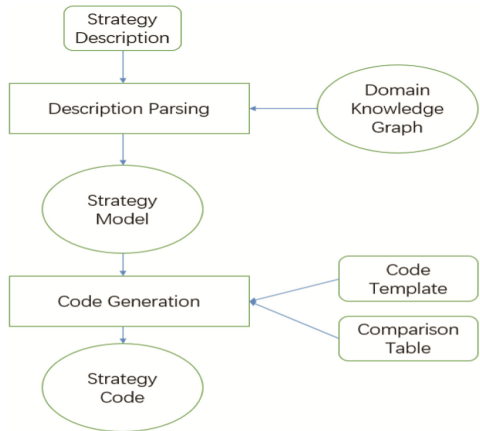 Strategy
Description
Description Parsing
Domain
Knowledge
Graph
Strategy
Model
Code Generation
Code
Template
Comparison
Table
Strategy
Code